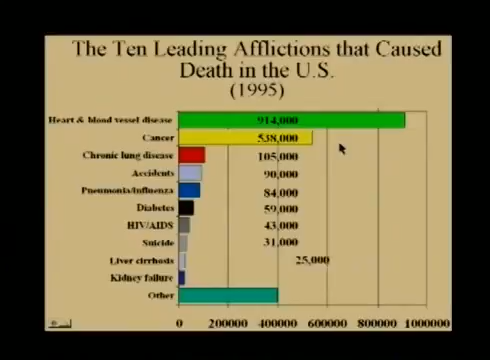 The Ten Leading Afflictions that Caused
Death in the U.S.
(1995)
Heart & blood vessel disease 914,000
Cancer 538,000
Chronic lung disease 105,000
Accidents 90,000
Pneumonia/influenza 84,000
Diabetes 59,000
HIV/AIDS 43,000
Suicide 31,000
Liver cirrhosis 25,000
Kidney failure
Other
0 200000 400000 600000 800000 1000000